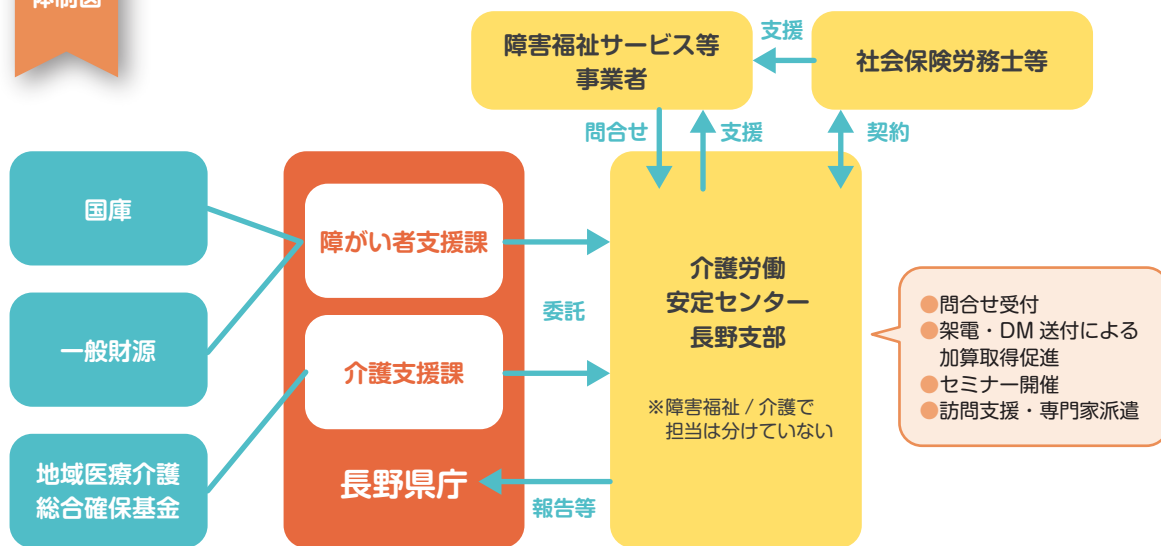 体制図
障害福祉サービス等
事業者
支援
社会保険労務士等
問合せ
支援
契約
国庫
一般財源
地域医療介護
総合確保基金
障がい者支援課
介護支援課
長野県庁
委託
報告等
介護労働
安定センター
長野支部
※障害福祉 / 介護で
担当は分けていない
●問合せ受付
●架電・DM 送付による
加算取得促進
●セミナー開催
●訪問支援・専門家派遣